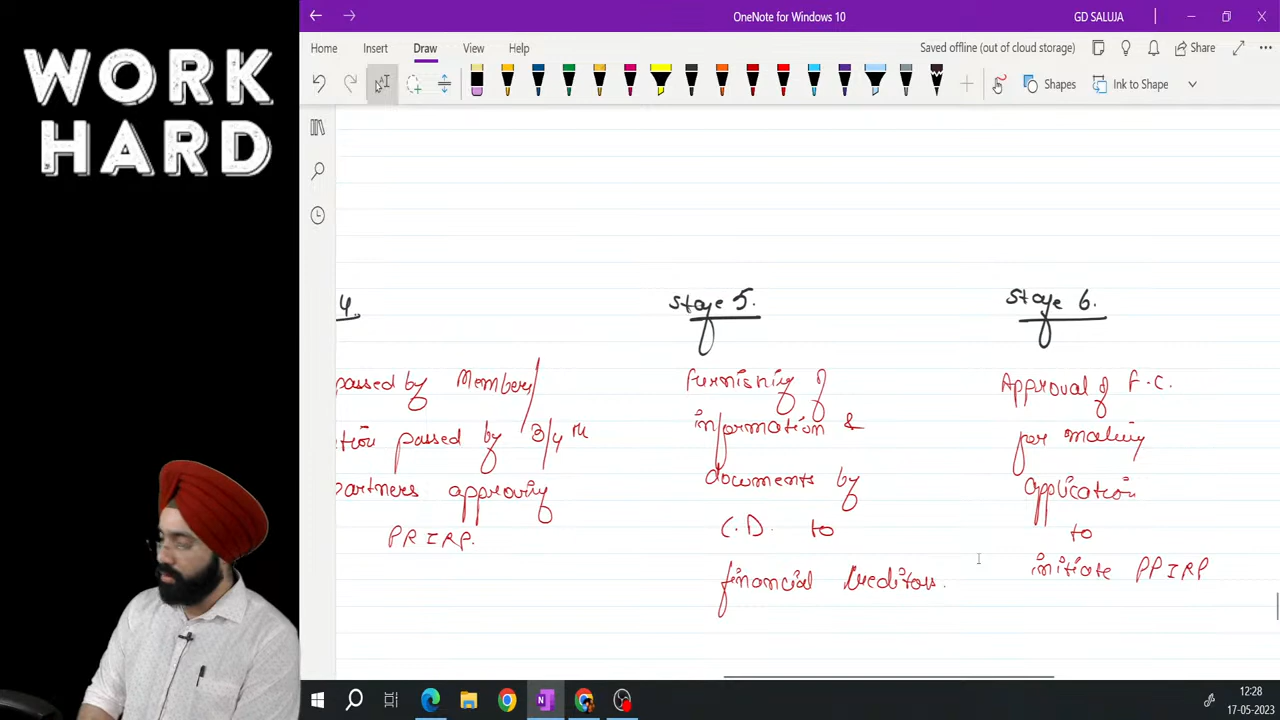 WORK
HARD
OneNote for Windows 10
GD SALUJA
Home
Insert
Draw
View
Help
Saved offline (out of cloud storage)
Share
Shapes
Ink to Shape
4.
passed by Members/
tion passed by 3/4 th
partners approving
PRIRP.
Stage 5.
Furnishing of
information &
documents by
C.D. to
financial Creditors.
Stage 6.
Approval of F.C.
for making
Application
to
initiate PPIRP
12:28
17-05-2023